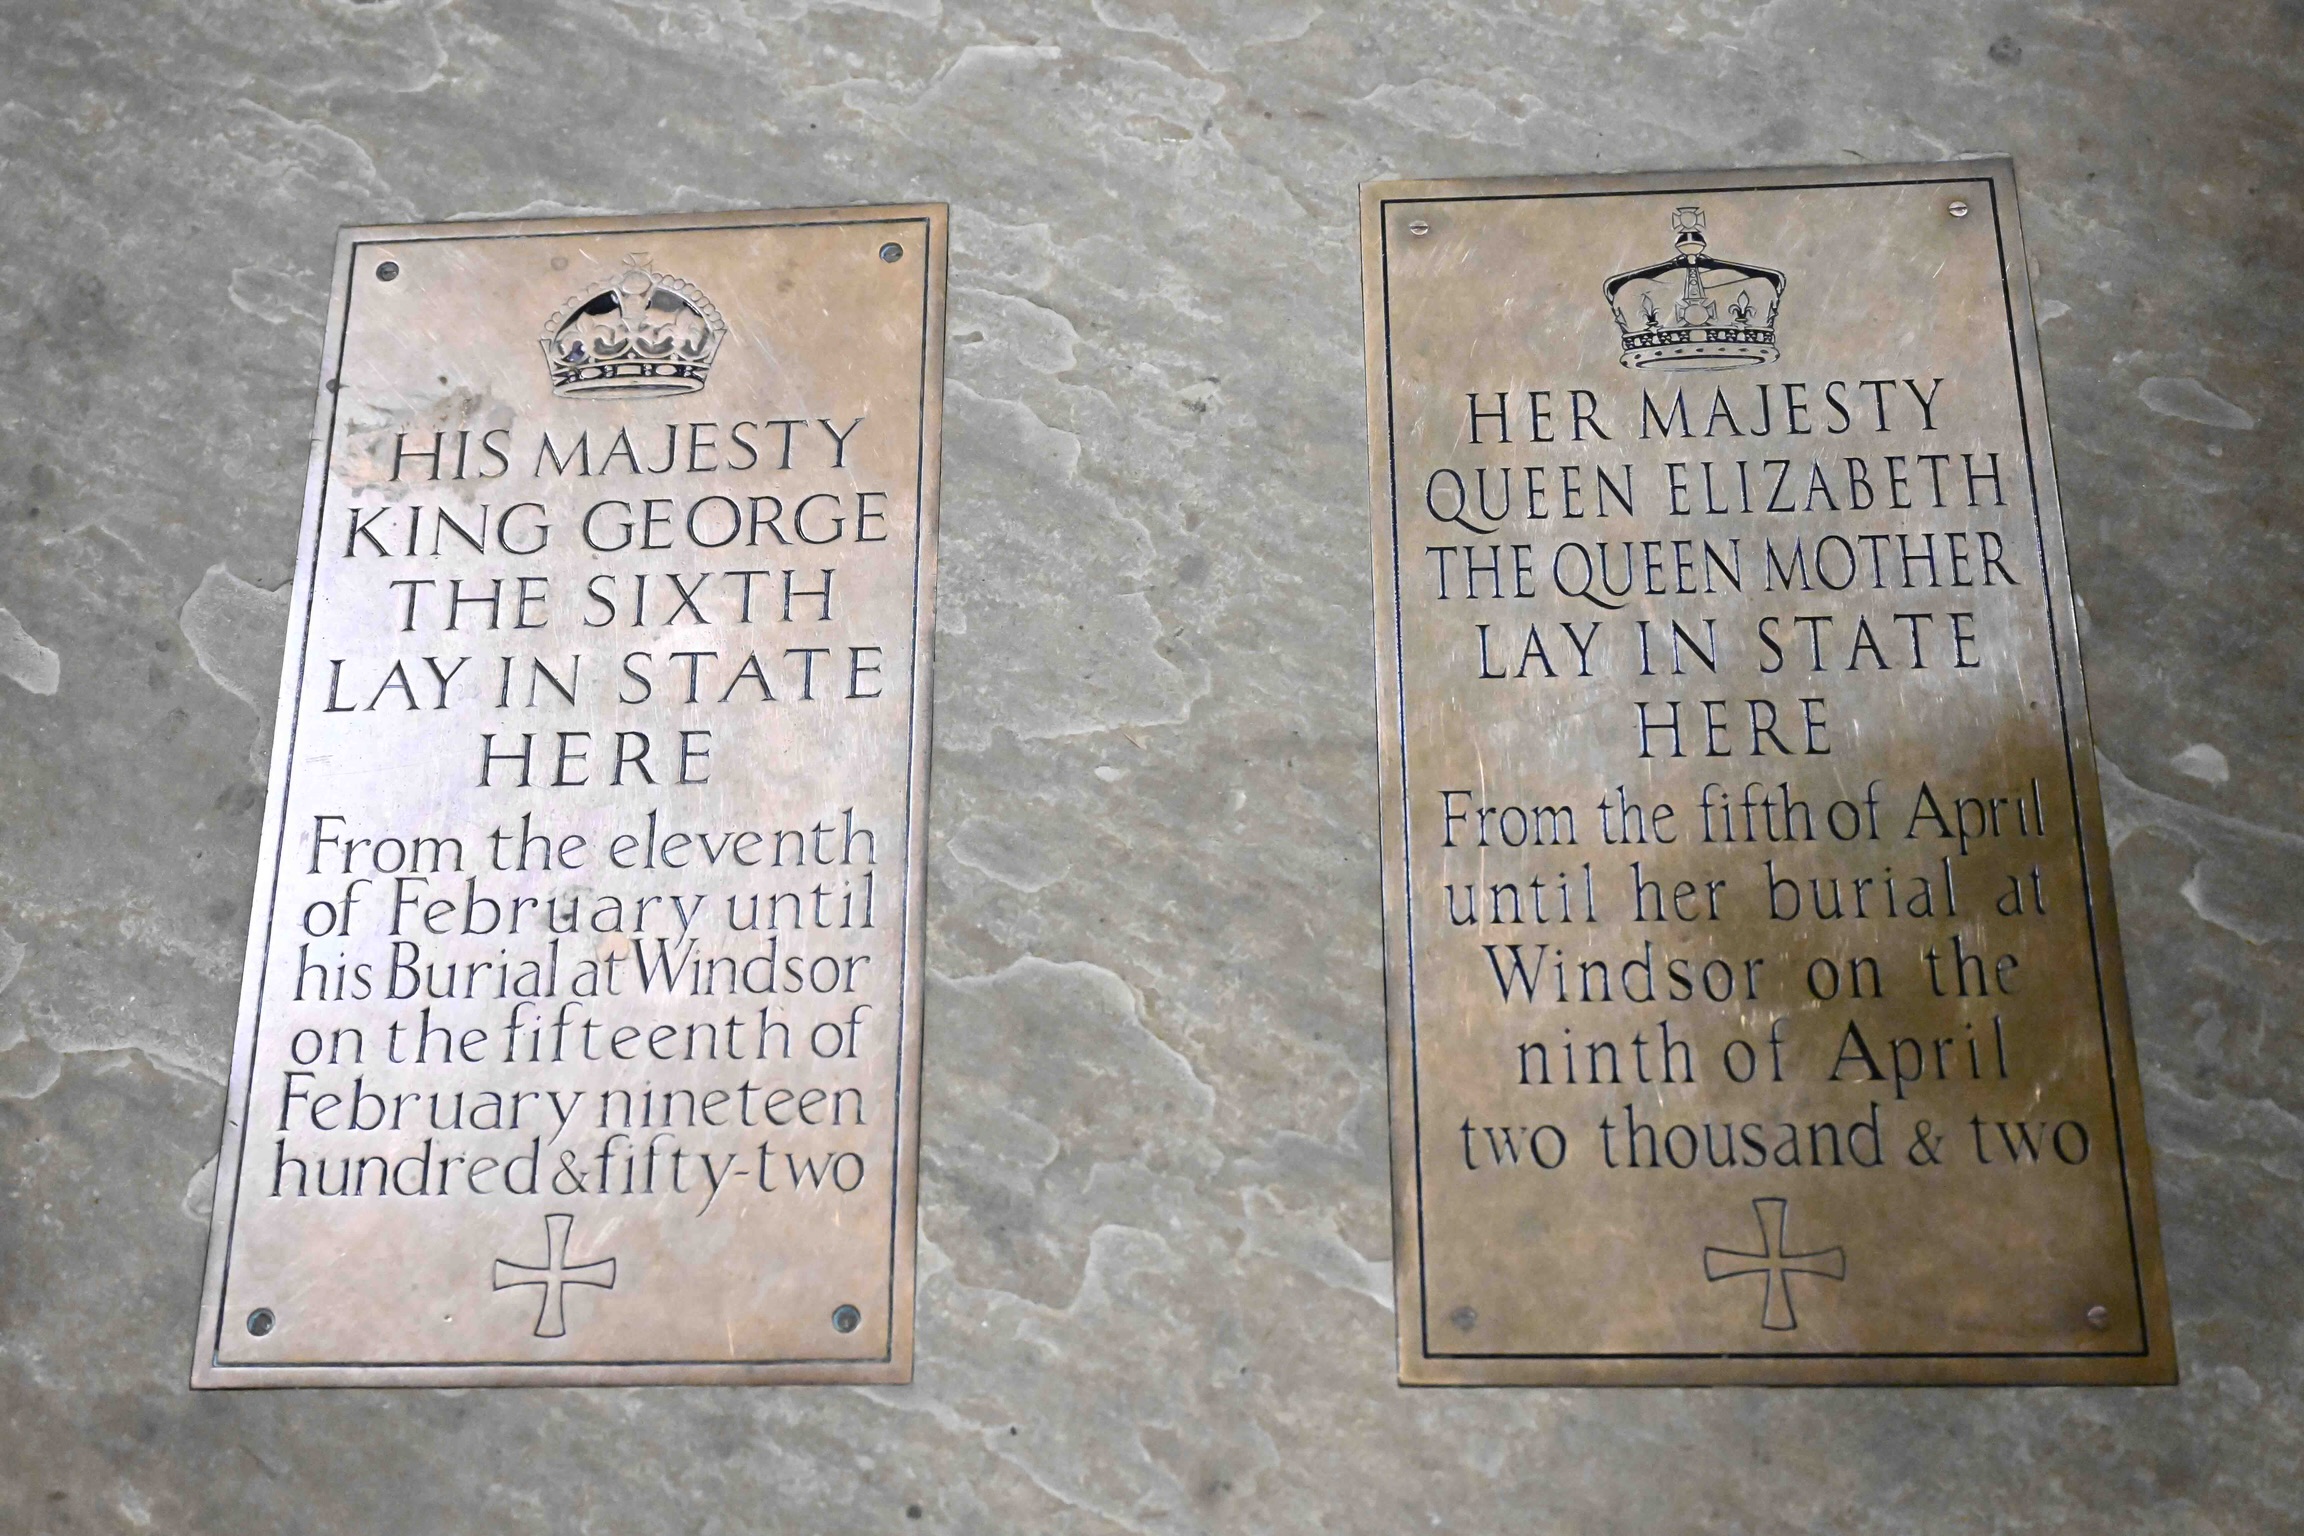 HIS MAJESTY
KING GEORGE
THE SIXTH
LAY IN STATE
HERE
From the eleventh
of February until
his Burial at Windsor
on the fifteenth of
February nineteen
hundred & fifty-two
HER MAJESTY
QUEEN ELIZABETH
THE QUEEN MOTHER
LAY IN STATE
HERE
From the fifth of April
until her burial at
Windsor on the
ninth of April
two thousand & two